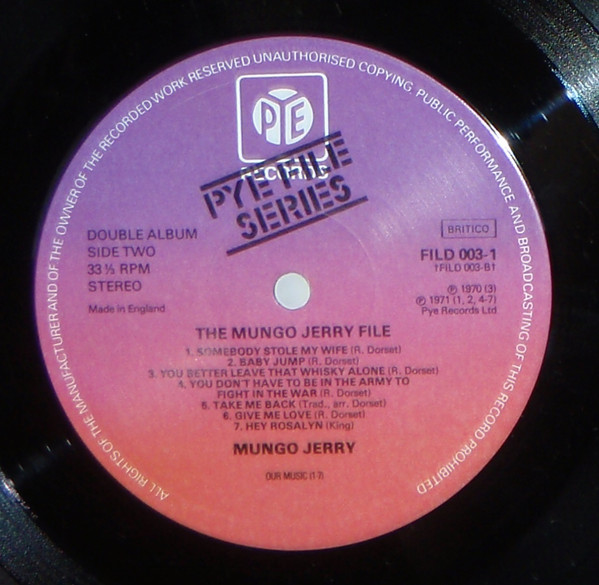 ALL RIGHTS OF THE MANUFACTURER AND OF THE OWNER OF THE RECORDED WORK RESERVED UNAUTHORISED COPYING PUBLIC PERFORMANCE AND BROADCASTING OF THIS RECORD PROHIBITED
PYE
RECORDS
PYE FILE
SERIES
DOUBLE ALBUM
SIDE TWO
33 1/3 RPM
STEREO
Made in England
BRITICO
FILD 003-1
†FILD 003-B†
℗ 1970 (3)
℗ 1971 (1, 2, 4-7)
Pye Records Ltd
THE MUNGO JERRY FILE
1. SOMEBODY STOLE MY WIFE (R. Dorset)
2. BABY JUMP (R. Dorset)
3. YOU BETTER LEAVE THAT WHISKY ALONE (R. Dorset)
4. YOU DON'T HAVE TO BE IN THE ARMY TO
FIGHT IN THE WAR (R. Dorset)
5. TAKE ME BACK (Trad., arr. Dorset)
6. GIVE ME LOVE (R. Dorset)
7. HEY ROSALYN (King)
MUNGO JERRY
OUR MUSIC (1-7)